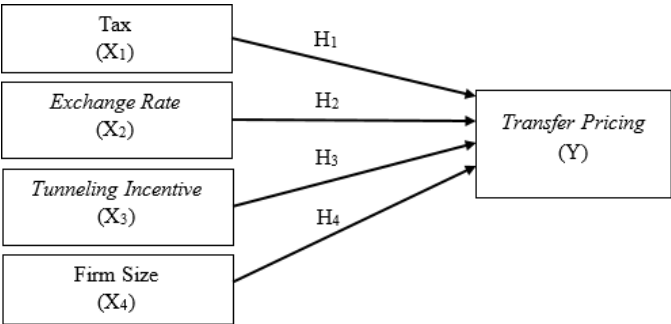 Tax
(X1)
H1
Exchange Rate
(X2)
H2
Transfer Pricing
(Y)
H3
Tunneling Incentive
(X3)
H4
Firm Size
(X4)